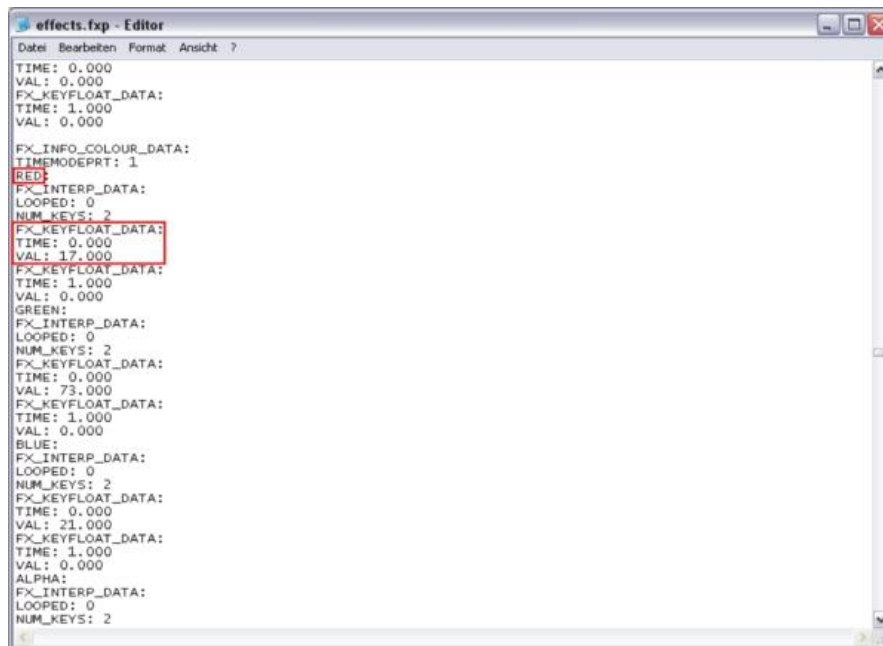 effects.fxp - Editor
Datei Bearbeiten Format Ansicht ?
TIME: 0.000
VAL: 0.000
FX_KEYFLOAT_DATA:
TIME: 1.000
VAL: 0.000
FX_INFO_COLOUR_DATA:
TIMEMODEPRT: 1
RED:
FX_INTERP_DATA:
LOOPED: 0
NUM_KEYS: 2
FX_KEYFLOAT_DATA:
TIME: 0.000
VAL: 17.000
FX_KEYFLOAT_DATA:
TIME: 1.000
VAL: 0.000
GREEN:
FX_INTERP_DATA:
LOOPED: 0
NUM_KEYS: 2
FX_KEYFLOAT_DATA:
TIME: 0.000
VAL: 73.000
FX_KEYFLOAT_DATA:
TIME: 1.000
VAL: 0.000
BLUE:
FX_INTERP_DATA:
LOOPED: 0
NUM_KEYS: 2
FX_KEYFLOAT_DATA:
TIME: 0.000
VAL: 21.000
FX_KEYFLOAT_DATA:
TIME: 1.000
VAL: 0.000
ALPHA:
FX_INTERP_DATA:
LOOPED: 0
NUM_KEYS: 2